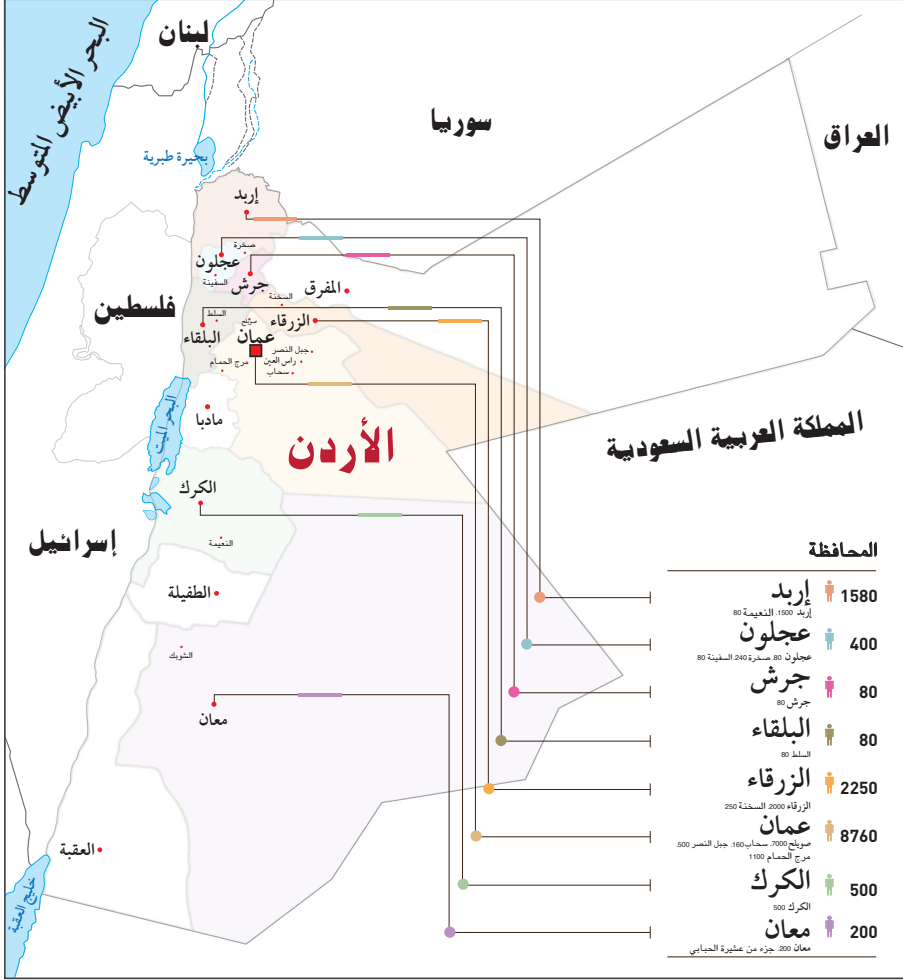 لبنان
البحر الأبيض المتوسط
سوريا
العراق
بحيرة طبرية
إربد
صخرة
عجلون
السفينة
جرش
المفرق
السخنة
فلسطين
السلط
البلقاء
صويلح
عمان
الزرقاء
جبل النصر
راس العين
سحاب
مرج الحمام
البحر الميت
مادبا
الأردن
المملكة العربية السعودية
الكرك
النعيمة
إسرائيل
الطفيلة
الشوبك
معان
العقبة
خليج العقبة
المحافظة
إربد 1580
إربد 1500. النعيمة 80
عجلون 400
عجلون 80. صخرة 240. السفينة 80
جرش 80
جرش 80
البلقاء 80
السلط 80
الزرقاء 2250
الزرقاء 2000. السخنة 250
عمان 8760
صويلح 7000. سحاب 160. جبل النصر 500.
مرج الحمام 1100
الكرك 500
الكرك 500
معان 200
معان 200. جزء من عشيرة الحبابي